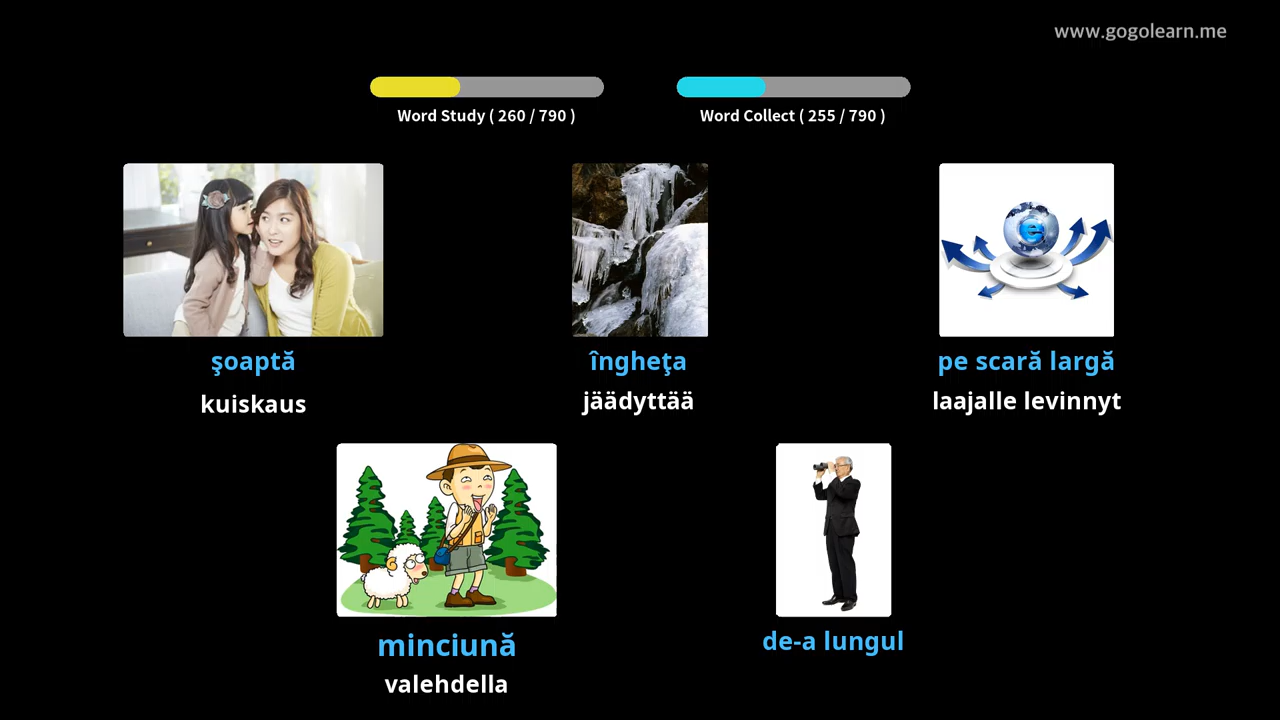 www.gogolearn.me
Word Study ( 260 / 790 )
Word Collect ( 255 / 790 )
şoaptă
kuiskaus
îngheţa
jäädyttää
pe scară largă
laajalle levinnyt
minciună
valehdella
de-a lungul